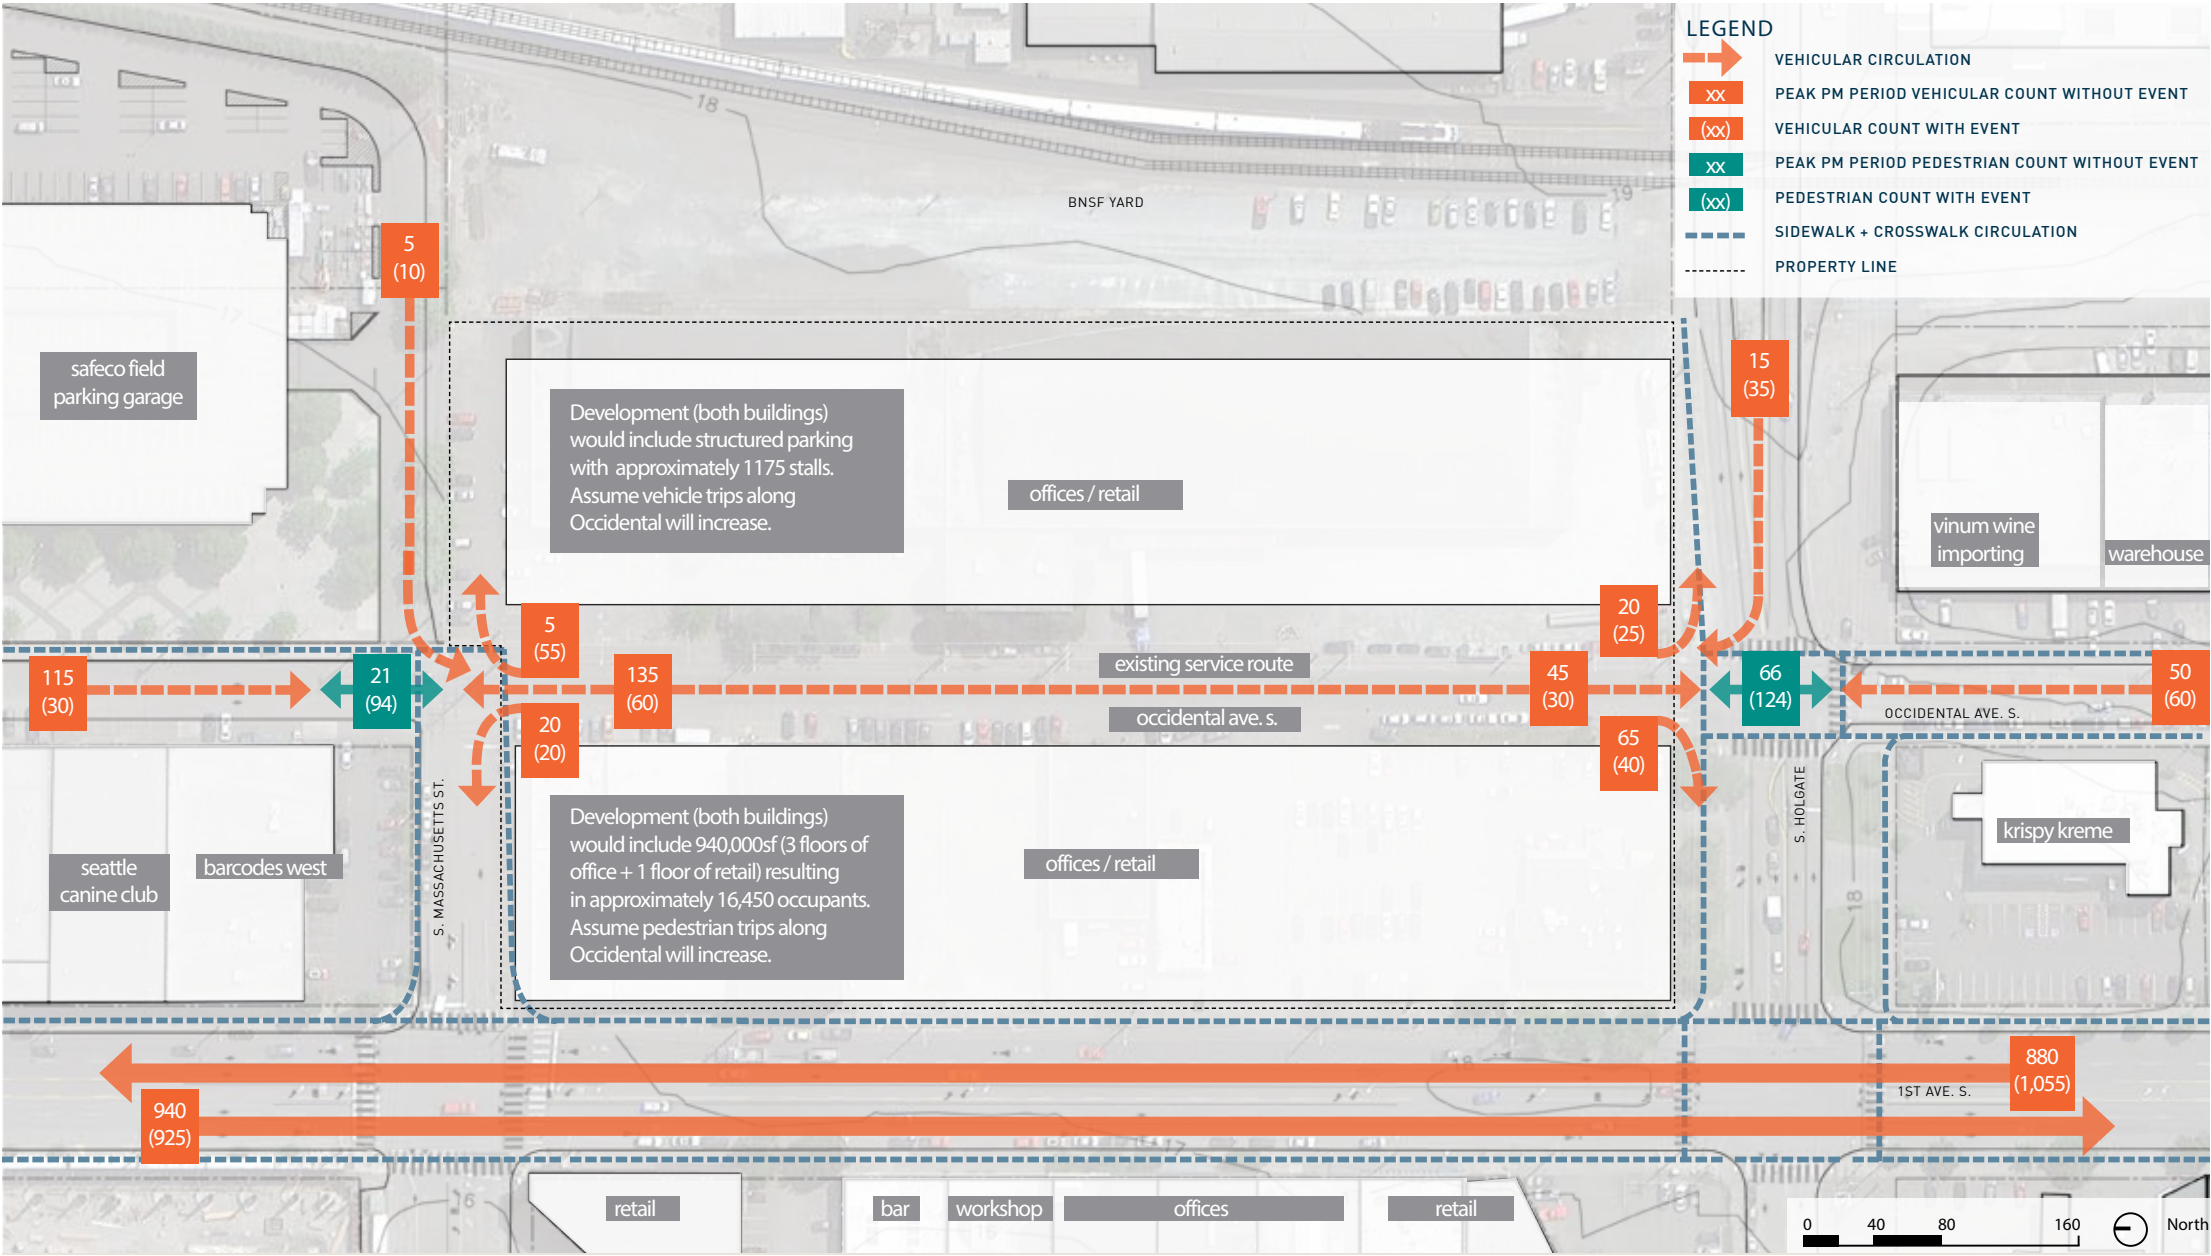 LEGEND
VEHICULAR CIRCULATION
xx PEAK PM PERIOD VEHICULAR COUNT WITHOUT EVENT
(xx) VEHICULAR COUNT WITH EVENT
xx PEAK PM PERIOD PEDESTRIAN COUNT WITHOUT EVENT
(xx) PEDESTRIAN COUNT WITH EVENT
SIDEWALK + CROSSWALK CIRCULATION
PROPERTY LINE
18
19
17
BNSF YARD
5
(10)
safeco field
parking garage
15
(35)
Development (both buildings)
would include structured parking
with approximately 1175 stalls.
Assume vehicle trips along
Occidental will increase.
offices / retail
vinum wine
importing
warehouse
5
(55)
20
(25)
115
(30)
21
(94)
135
(60)
existing service route
occidental ave. s.
45
(30)
66
(124)
50
(60)
OCCIDENTAL AVE. S.
20
(20)
65
(40)
S. MASSACHUSETTS ST.
S. HOLGATE
Development (both buildings)
would include 940,000sf (3 floors of
office + 1 floor of retail) resulting
in approximately 16,450 occupants.
Assume pedestrian trips along
Occidental will increase.
offices / retail
seattle
canine club
barcodes west
krispy kreme
18
880
(1,055)
18
1ST AVE. S.
940
(925)
17
16
retail
bar
workshop
offices
retail
16
0 40 80 160 North